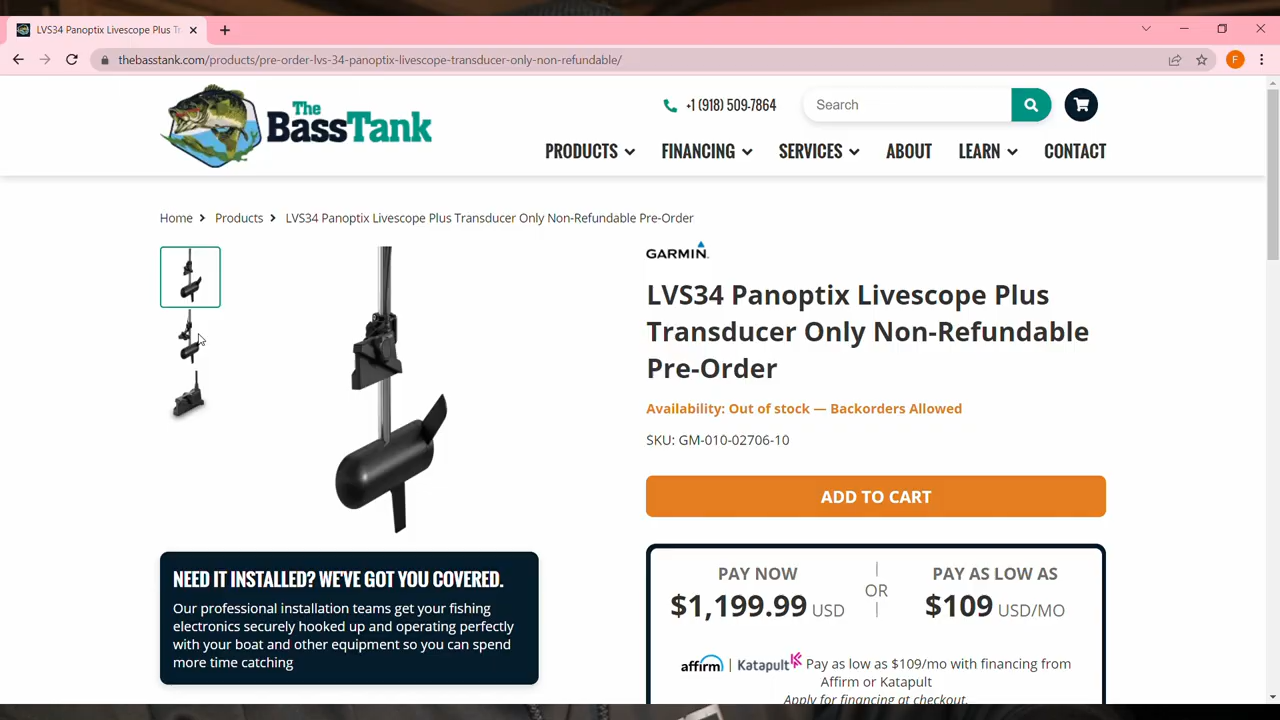 LVS34 Panoptix Livescope Plus Tr
thebasstank.com/products/pre-order-lvs-34-panoptix-livescope-transducer-only-non-refundable/
F
The
BassTank
+1 (918) 509-7864
Search
PRODUCTS
FINANCING
SERVICES
ABOUT
LEARN
CONTACT
Home > Products > LVS34 Panoptix Livescope Plus Transducer Only Non-Refundable Pre-Order
GARMIN.
LVS34 Panoptix Livescope Plus
Transducer Only Non-Refundable
Pre-Order
Availability: Out of stock — Backorders Allowed
SKU: GM-010-02706-10
ADD TO CART
NEED IT INSTALLED? WE'VE GOT YOU COVERED.
Our professional installation teams get your fishing
electronics securely hooked up and operating perfectly
with your boat and other equipment so you can spend
more time catching
PAY NOW
$1,199.99 USD
OR
PAY AS LOW AS
$109 USD/MO
affirm | Katapult Pay as low as $109/mo with financing from
Affirm or Katapult
Apply for financing at checkout.